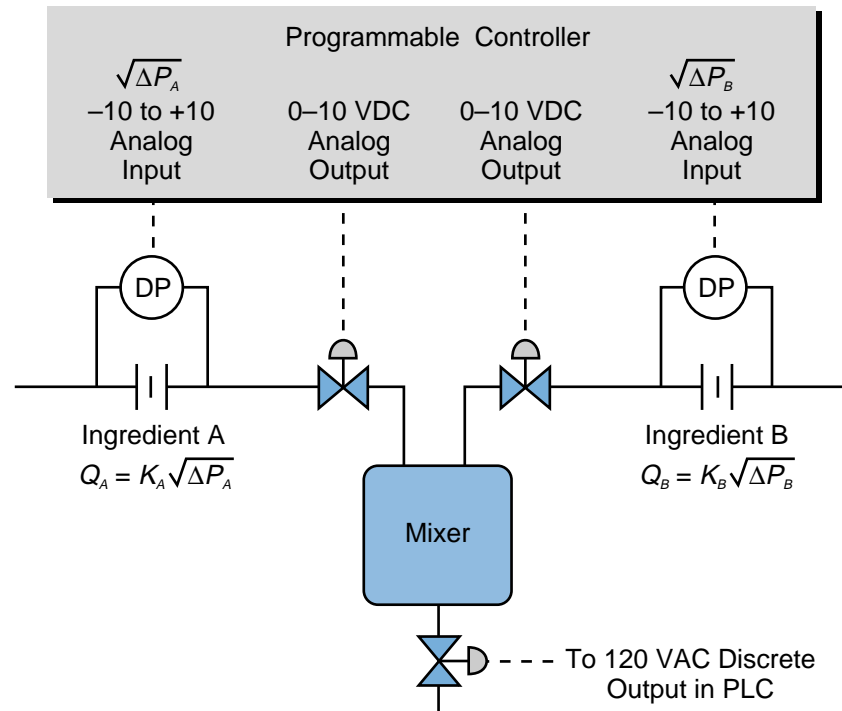 Programmable Controller
√ΔP_A
–10 to +10
Analog
Input
0–10 VDC
Analog
Output
0–10 VDC
Analog
Output
√ΔP_B
–10 to +10
Analog
Input
DP
DP
Ingredient A
Q_A = K_A√ΔP_A
Ingredient B
Q_B = K_B√ΔP_B
Mixer
To 120 VAC Discrete
Output in PLC